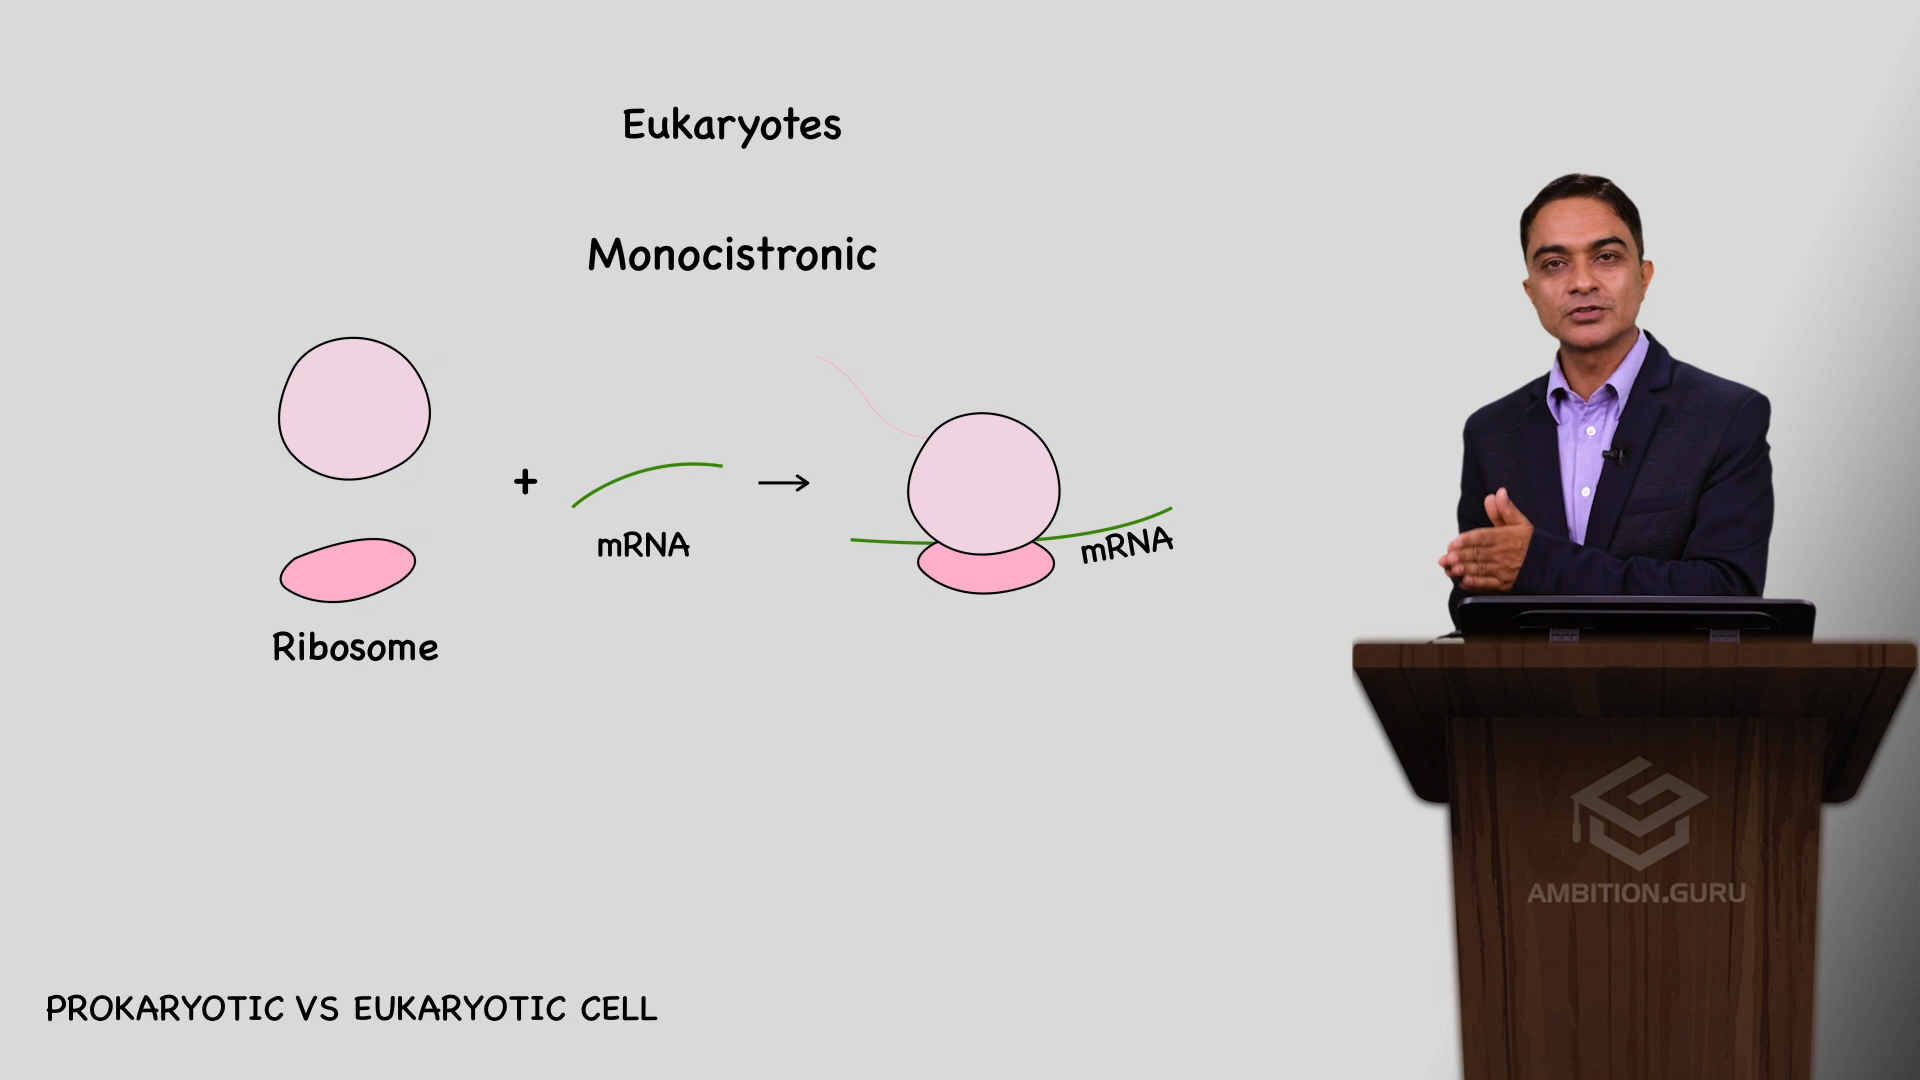 Eukaryotes
Monocistronic
+
mRNA
mRNA
Ribosome
AMBITION.GURU
PROKARYOTIC VS EUKARYOTIC CELL